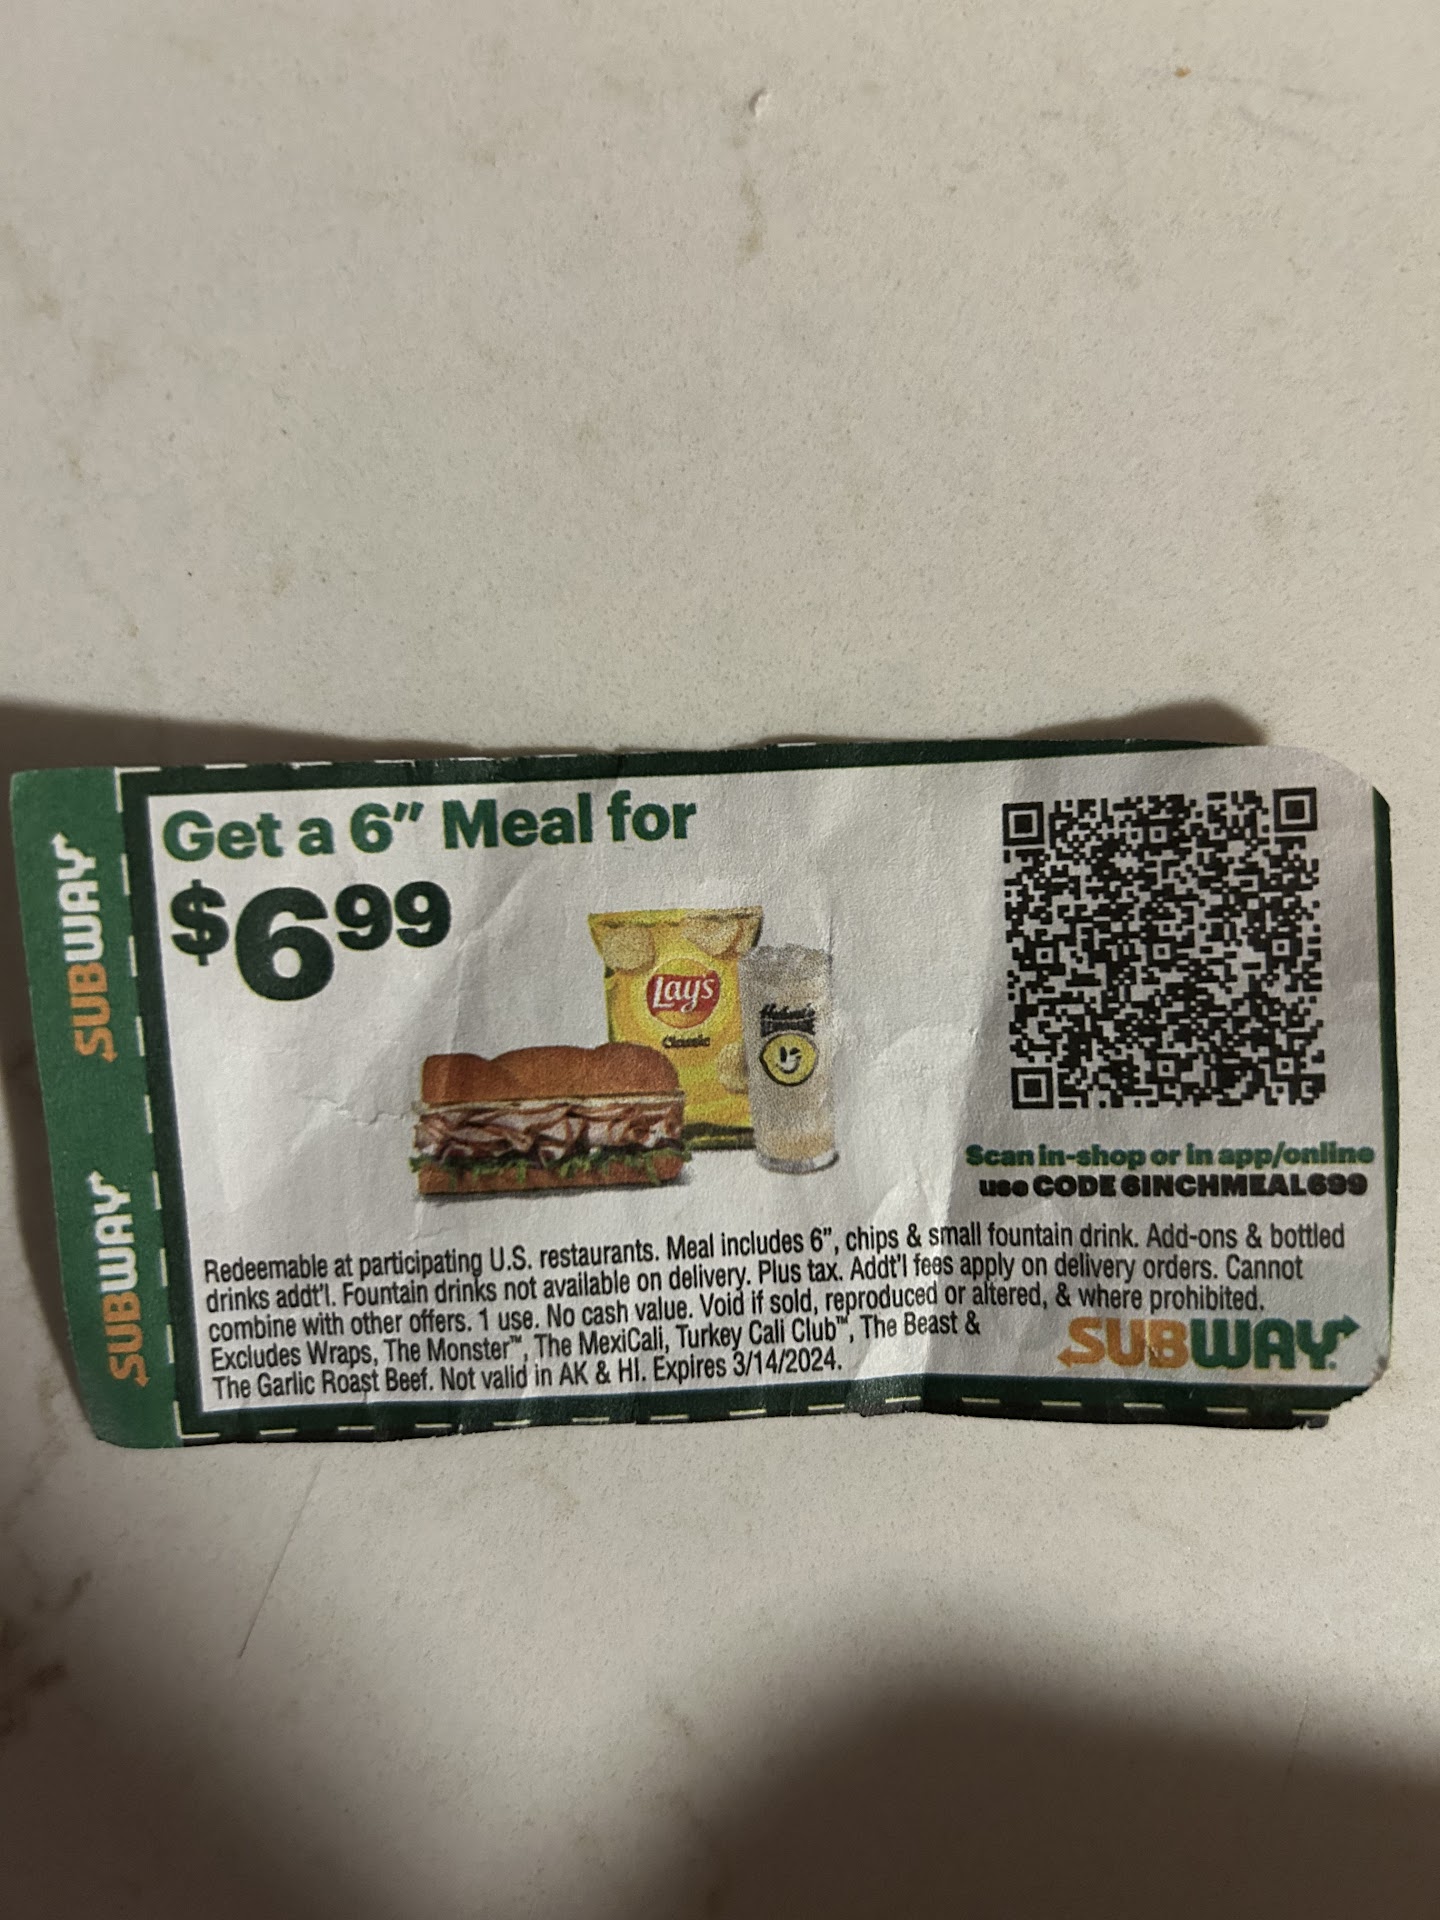 SUBWAY
SUBWAY
Get a 6" Meal for
$6⁹⁹
Lay's
Classic
Scan in-shop or in app/online
use CODE 6INCHMEAL699
Redeemable at participating U.S. restaurants. Meal includes 6", chips & small fountain drink. Add-ons & bottled
drinks addt'l. Fountain drinks not available on delivery. Plus tax. Addt'l fees apply on delivery orders. Cannot
combine with other offers. 1 use. No cash value. Void if sold, reproduced or altered, & where prohibited.
Excludes Wraps, The Monster™, The MexiCali, Turkey Cali Club™, The Beast &
The Garlic Roast Beef. Not valid in AK & HI. Expires 3/14/2024.
SUBWAY®